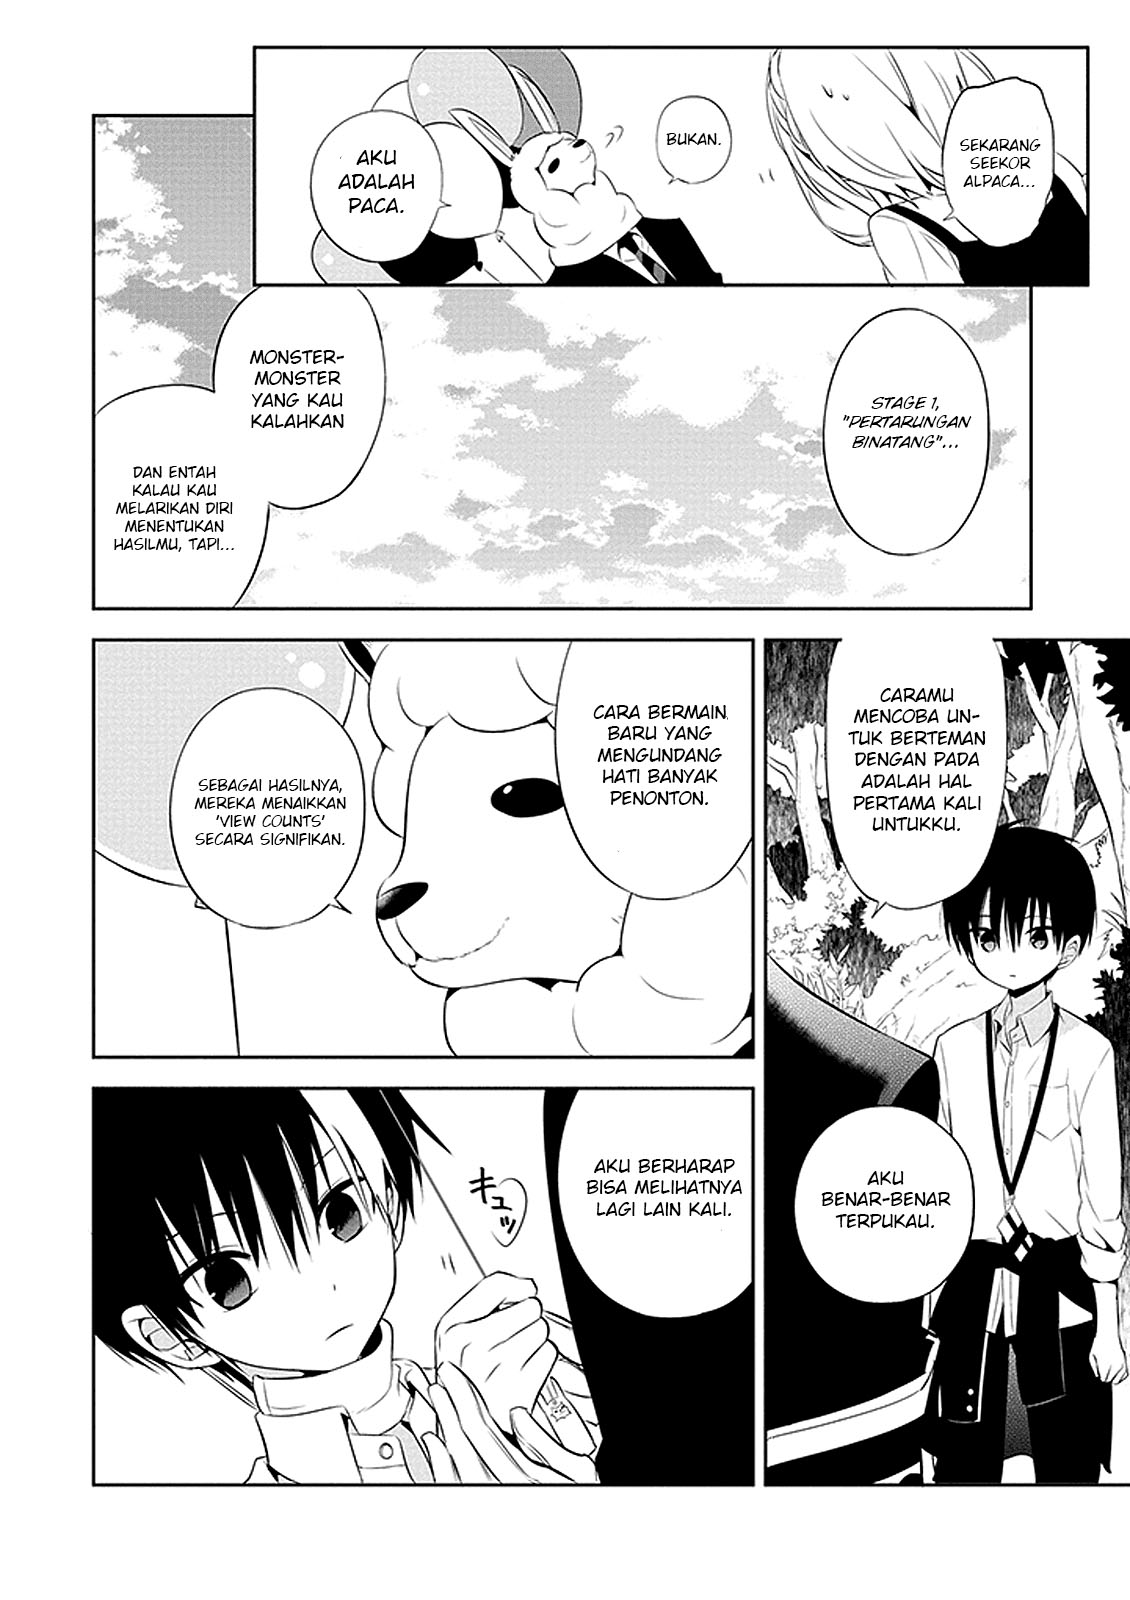 SEKARANG
SEEKOR
ALPACA...
BUKAN.
AKU
ADALAH
PACA.
STAGE 1,
"PERTARUNGAN
BINATANG"...
MONSTER-
MONSTER
YANG KAU
KALAHKAN
DAN ENTAH
KALAU KAU
MELARIKAN DIRI
MENENTUKAN
HASILMU, TAPI...
CARAMU
MENCOBA UN-
TUK BERTEMAN
DENGAN PADA
ADALAH HAL
PERTAMA KALI
UNTUKKU.
AKU
BENAR-BENAR
TERPUKAU.
CARA BERMAIN
BARU YANG
MENGUNDANG
HATI BANYAK
PENONTON.
SEBAGAI HASILNYA,
MEREKA MENAIKKAN
'VIEW COUNTS'
SECARA SIGNIFIKAN.
AKU BERHARAP
BISA MELIHATNYA
LAGI LAIN KALI.
キュッ